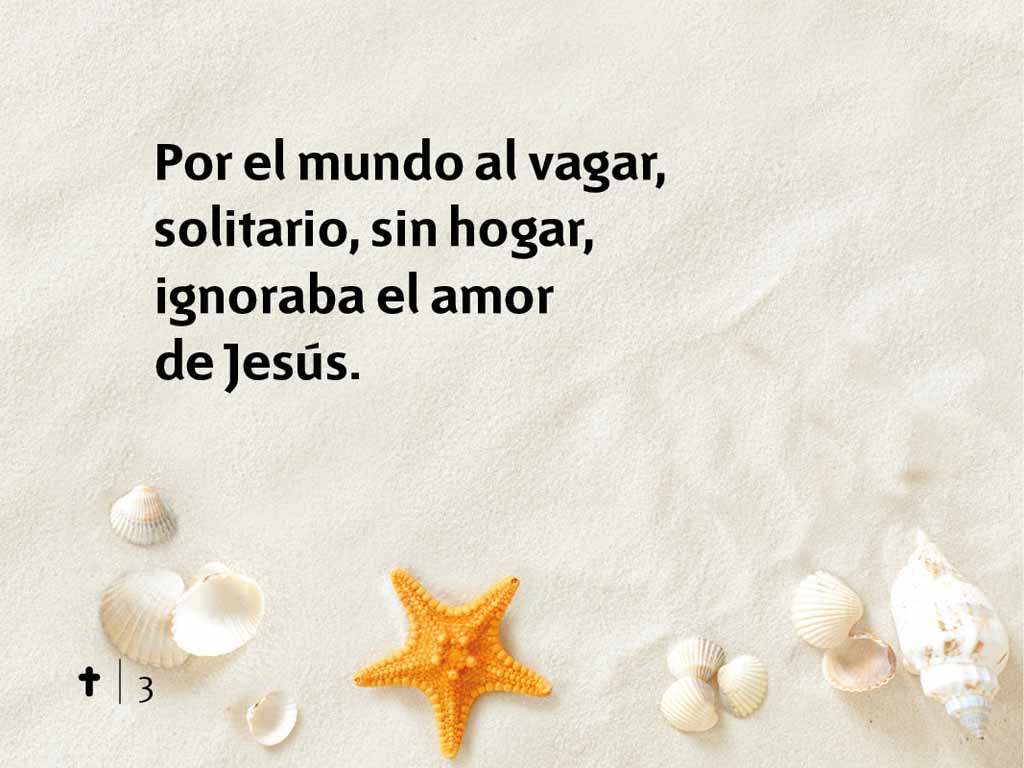 Por el mundo al vagar,
solitario, sin hogar,
ignoraba el amor
de Jesús.
3